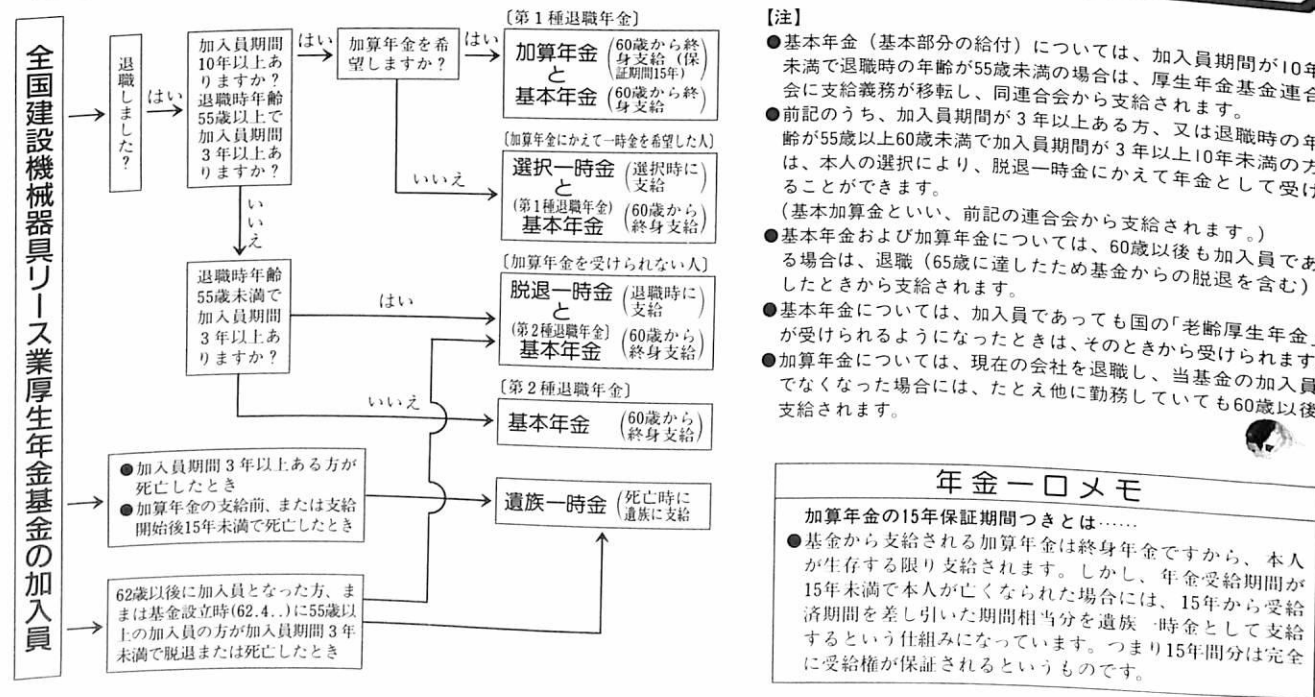 全国建設機械器具リース業厚生年金基金の加入員
退職しました？
はい
加入員期間
10年以上あ
りますか？
退職時年齢
55歳以上で
加入員期間
3年以上あ
りますか？
はい
加算年金を希
望しますか？
はい
〔第1種退職年金〕
加算年金（60歳から終
身支給（保
証期間15年）
と
基本年金（60歳から終
身支給）
いいえ
〔加算年金にかえて一時金を希望した人〕
選択一時金（選択時に
支給）
と
(第1種退職年金)
基本年金（60歳から
終身支給）
いいえ
退職時年齢
55歳未満で
加入員期間
3年以上あ
りますか？
はい
〔加算年金を受けられない人〕
脱退一時金（退職時に
支給）
と
(第2種退職年金)
基本年金（60歳から
終身支給）
いいえ
〔第2種退職年金〕
基本年金（60歳から
終身支給）
●加入員期間3年以上ある方が
死亡したとき
●加算年金の支給前、または支給
開始後15年未満で死亡したとき
遺族一時金（死亡時に
遺族に支給
62歳以後に加入員となった方、ま
または基金設立時(62.4..)に55歳以
上の加入員の方が加入員期間3年
未満で脱退または死亡したとき
【注】
●基本年金（基本部分の給付）については、加入員期間が10年
未満で退職時の年齢が55歳未満の場合は、厚生年金基金連合
会に支給義務が移転し、同連合会から支給されます。
●前記のうち、加入員期間が3年以上ある方、又は退職時の年
齢が55歳以上60歳未満で加入員期間が3年以上10年未満の方
は、本人の選択により、脱退一時金にかえて年金として受け
ることができます。
(基本加算金といい、前記の連合会から支給されます。)
●基本年金および加算年金については、60歳以後も加入員であ
る場合は、退職（65歳に達したため基金からの脱退を含む）
したときから支給されます。
●基本年金については、加入員であっても国の「老齢厚生年金」
が受けられるようになったときは、そのときから受けられます
●加算年金については、現在の会社を退職し、当基金の加入員
でなくなった場合には、たとえ他に勤務していても60歳以後
支給されます。
年金一口メモ
加算年金の15年保証期間つきとは……
●基金から支給される加算年金は終身年金ですから、本人
が生存する限り支給されます。しかし、年金受給期間が
15年未満で本人が亡くなられた場合には、15年から受給
済期間を差し引いた期間相当分を遺族一時金として支給
するという仕組みになっています。つまり15年間分は完全
に受給権が保証されるというものです。